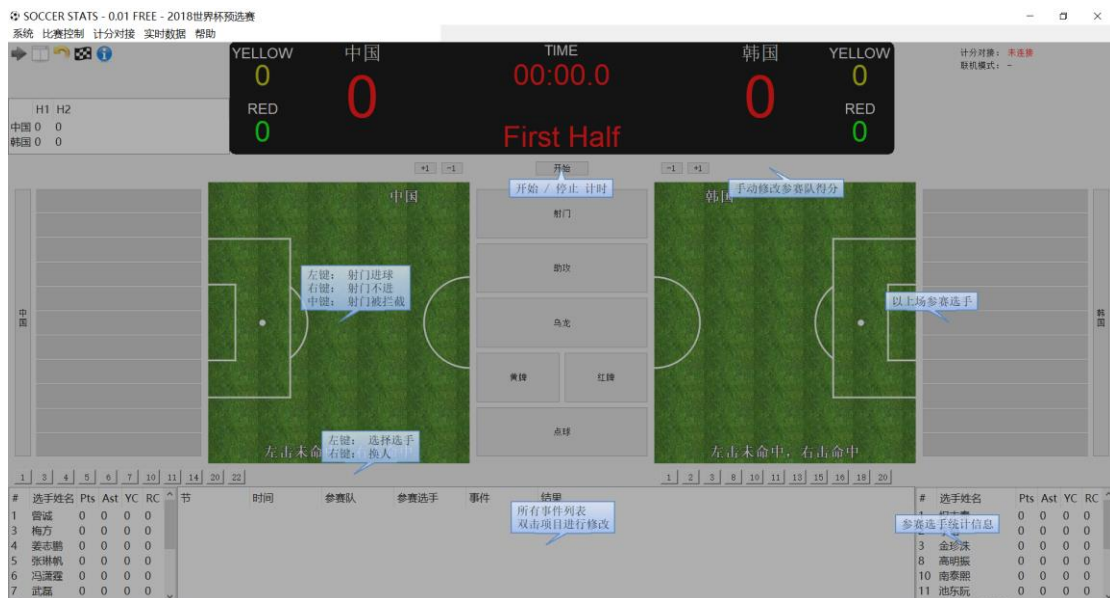 SOCCER STATS - 0.01 FREE - 2018世界杯预选赛
系统 比赛控制 计分对接 实时数据 帮助
YELLOW 中国 TIME 韩国 YELLOW
0 0 00:00.0 0 0
RED RED
0 First Half 0
计分对接： 未连接
联机模式： -
H1 H2
中国 0 0
韩国 0 0
+1 -1 开始 -1 +1
开始 / 停止 计时
手动修改参赛队得分
中国
中国
射门
助攻
乌龙
黄牌 红牌
点球
左键： 射门进球
右键： 射门不进
中键： 射门被拦截
左键： 选择选手
右键： 换人
左击未命
韩国
左击未命中，右击命中
以上场参赛选手
韩国
1 3 4 5 6 7 10 11 14 20 22
1 2 3 8 10 11 13 15 16 18 20
# 选手姓名 Pts Ast YC RC
1 曾诚 0 0 0 0
3 梅方 0 0 0 0
4 姜志鹏 0 0 0 0
5 张琳帆 0 0 0 0
6 冯潇霆 0 0 0 0
7 武磊 0 0 0 0
节 时间 参赛队 参赛选手 事件 结果
所有事件列表
双击项目进行修改
# 选手姓名 Pts Ast YC RC
1 0 0 0 0
参赛选手统计信息
2 0 0 0 0
3 金珍洙 0 0 0 0
8 高明振 0 0 0 0
10 南泰熙 0 0 0 0
11 池东沅 0 0 0 0